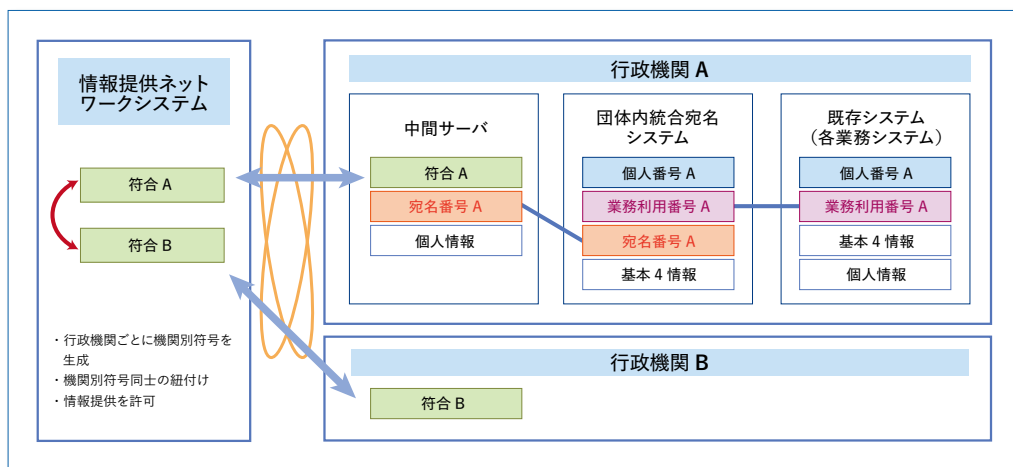 情報提供ネット
ワークシステム
符合 A
符合 B
・行政機関ごとに機関別符号を
生成
・機関別符号同士の紐付け
・情報提供を許可
行政機関 A
中間サーバ
符合 A
宛名番号 A
個人情報
団体内統合宛名
システム
個人番号 A
業務利用番号 A
宛名番号 A
基本 4 情報
既存システム
（各業務システム）
個人番号 A
業務利用番号 A
基本 4 情報
個人情報
行政機関 B
符合 B